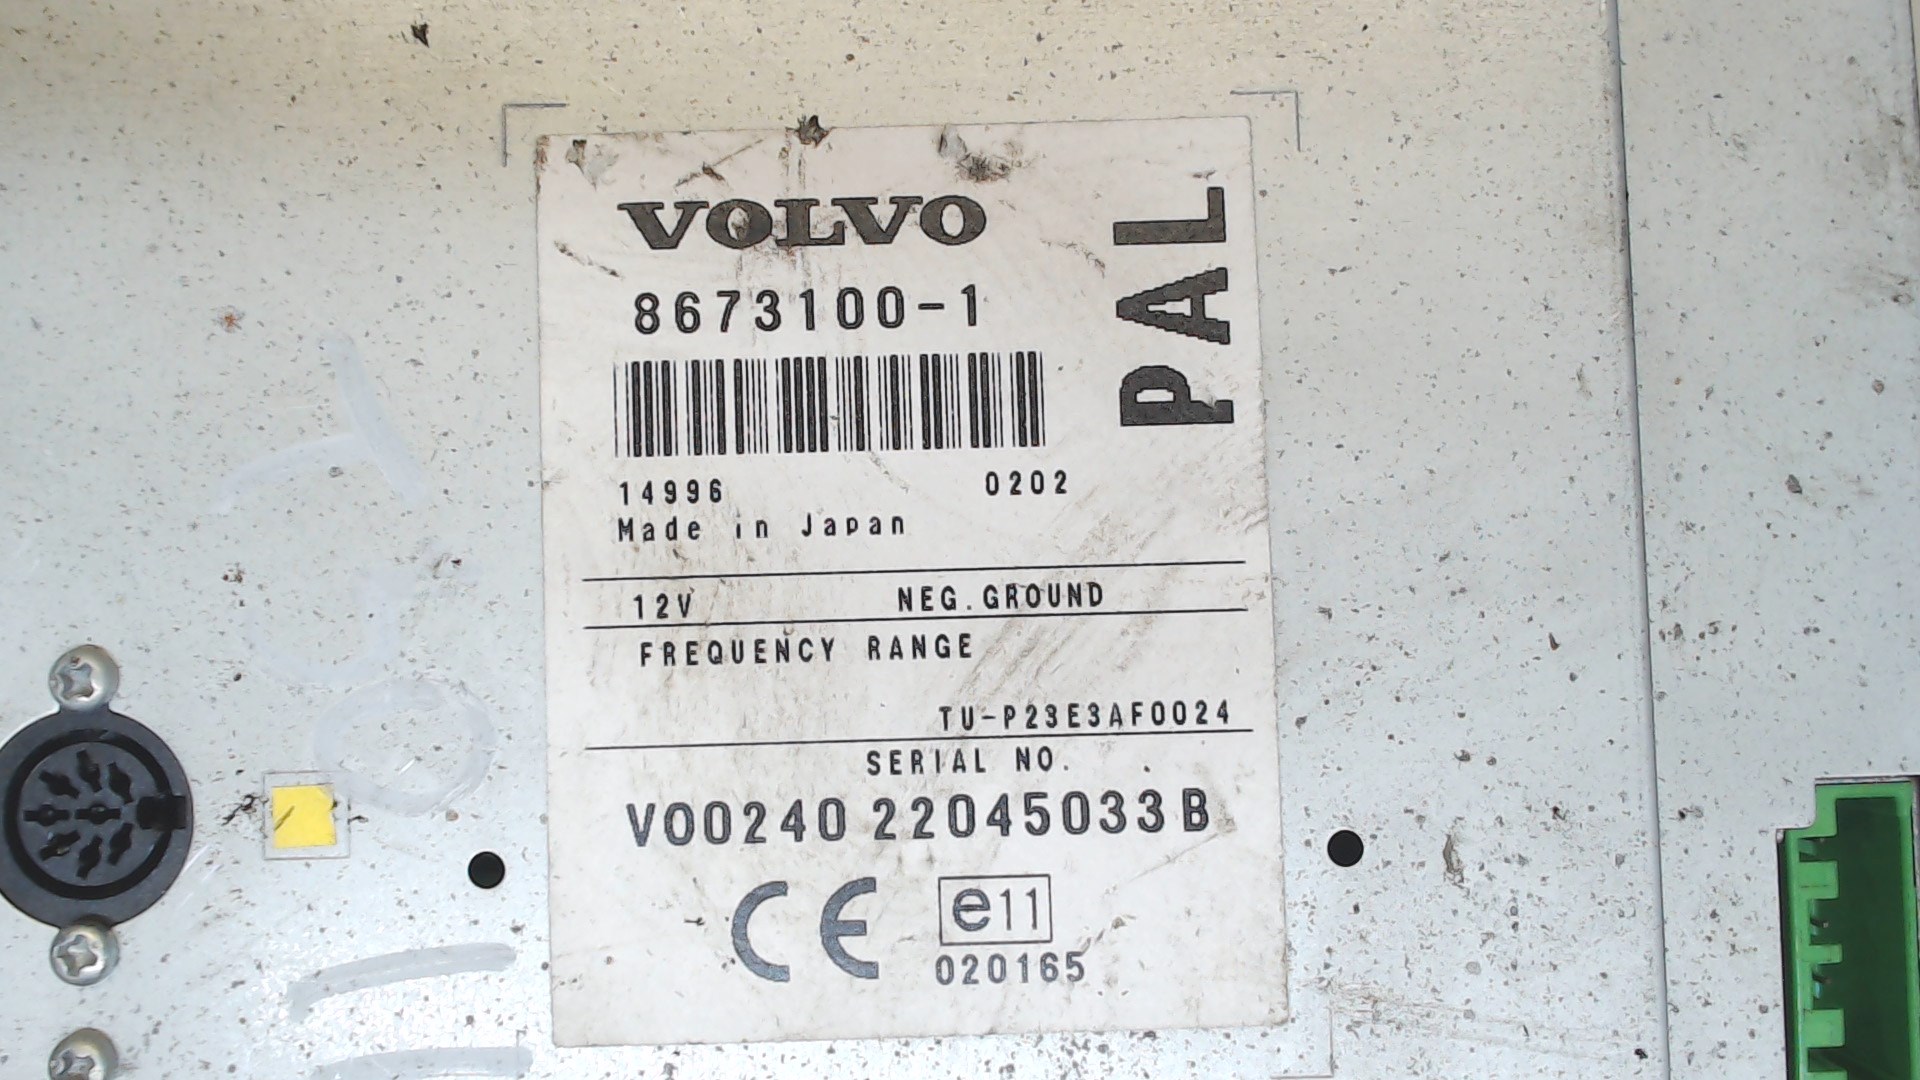 VOLVO
PAL
8673100-1
14996 0202
Made in Japan
12V NEG.GROUND
FREQUENCY RANGE
TU-P23E3AF0024
SERIAL NO.
V00240 22045033B
CE e11
020165